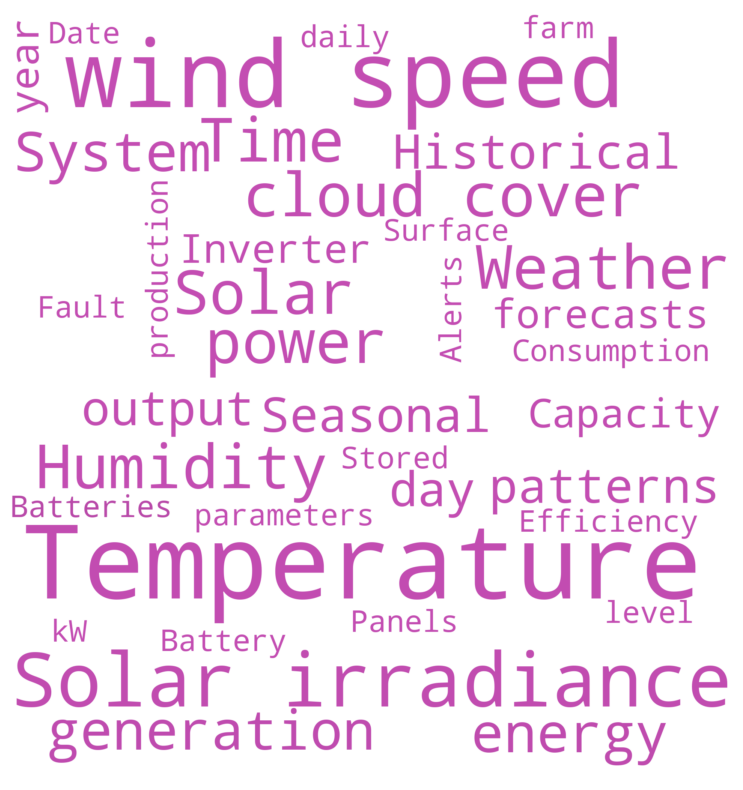 Date
daily
farm
year
wind speed
System
Time
Historical
cloud cover
production
Surface
Inverter
Weather
Alerts
Solar
Fault
forecasts
power
Consumption
output
Seasonal
Capacity
Humidity
Stored
day
patterns
Batteries
parameters
Efficiency
Temperature
level
Panels
kW
Battery
Solar irradiance
generation
energy